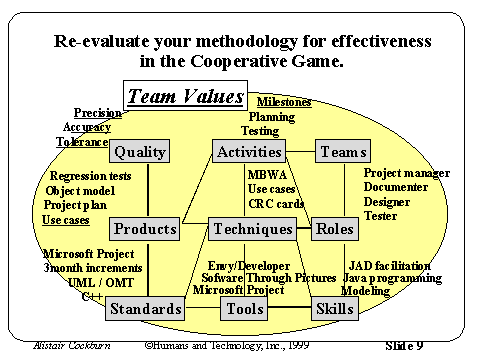 Re-evaluate your methodology for effectiveness
in the Cooperative Game.
Team Values
Precision
Accuracy
Tolerance
Milestones
Planning
Testing
Quality
Activities
Teams
Regression tests
Object model
Project plan
Use cases
MBWA
Use cases
CRC cards
Project manager
Documenter
Designer
Tester
Products
Techniques
Roles
Microsoft Project
3month increments
UML / OMT
C++
Envy/Developer
Sofware Through Pictures
Microsoft Project
JAD facilitation
Java programming
Modeling
Standards
Tools
Skills
Alistair Cockburn
©Humans and Technology, Inc., 1999
Slide 9